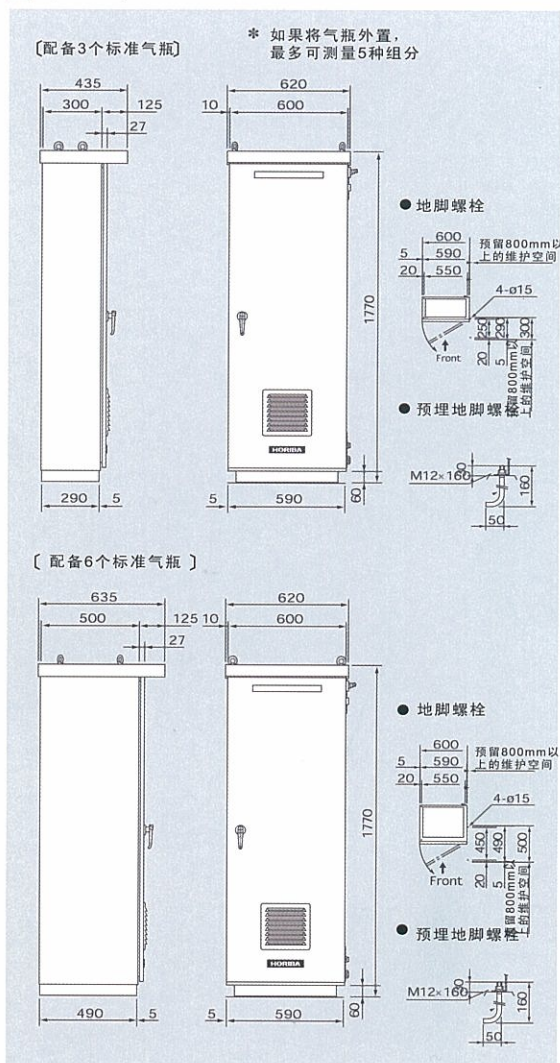 〔配备3个标准气瓶〕
* 如果将气瓶外置，
最多可测量5种组分
435
300
125
27
620
10
600
1770
290
5
5
590
60
● 地脚螺栓
600
5
590
预留800mm以
上的维护空间
20
550
4-ø15
250
290
300
Front
20
5
预留800mm以
上的维护空间
HORIBA
● 预埋地脚螺栓
30
M12×160
160
50
〔 配备6个标准气瓶 〕
635
500
125
27
620
10
600
1770
490
5
5
590
60
● 地脚螺栓
600
5
590
预留800mm以
上的维护空间
20
550
4-ø15
450
490
500
Front
20
5
预留800mm以
上的维护空间
HORIBA
● 预埋地脚螺栓
M12×160
160
50